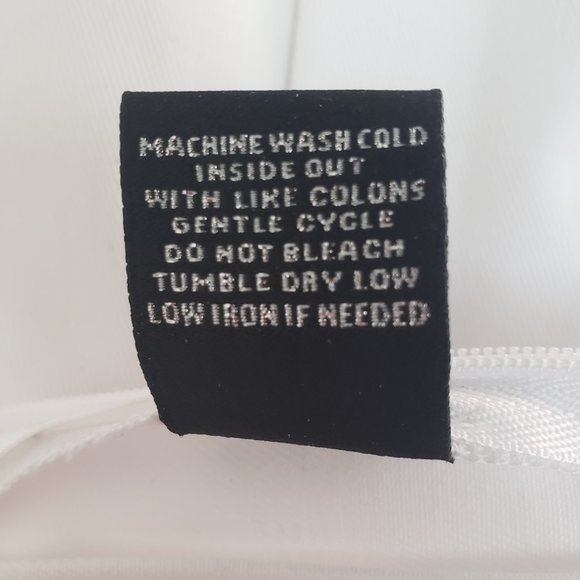 MACHINE WASH COLD
INSIDE OUT
WITH LIKE COLONS
GENTLE CYCLE
DO NOT BLEACH
TUMBLE DRY LOW
LOW IRON IF NEEDED